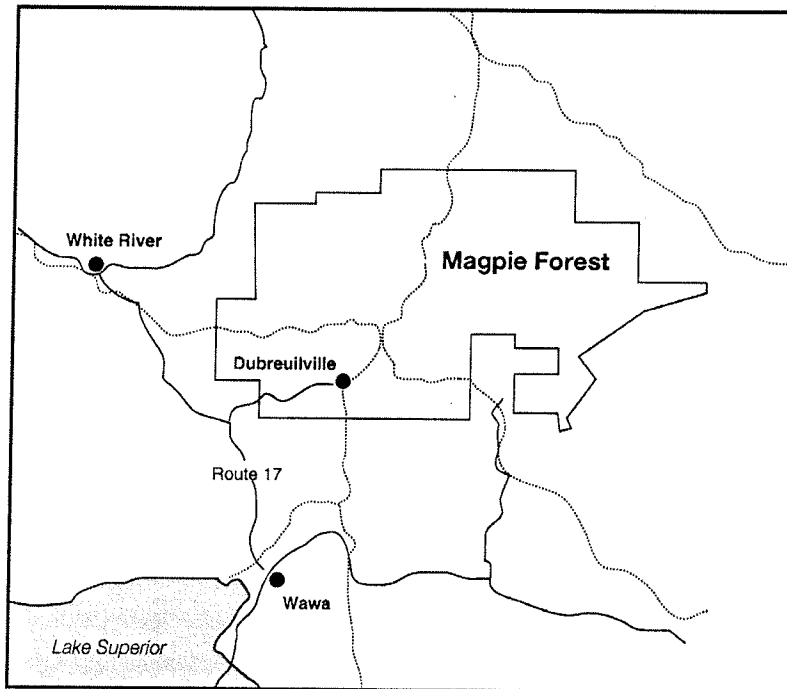 White River
Magpie Forest
Dubreuilville
Route 17
Wawa
Lake Superior